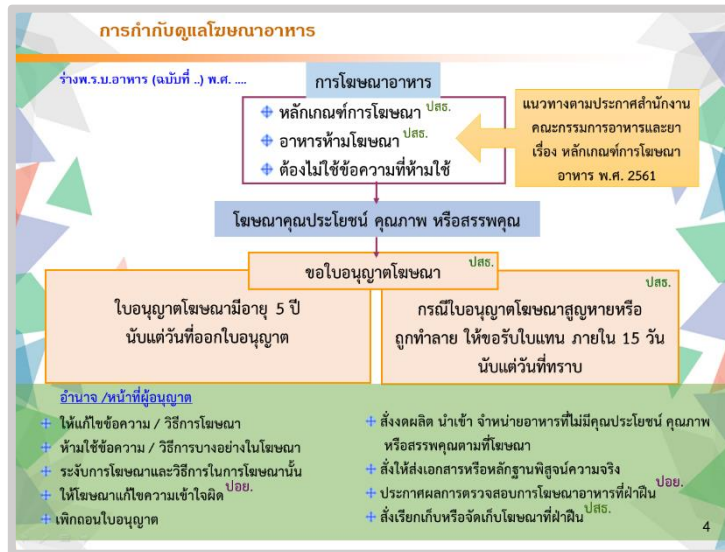 การกำกับดูแลโฆษณาอาหาร
ร่างพ.ร.บ.อาหาร (ฉบับที่ ..) พ.ศ. ....
การโฆษณาอาหาร
หลักเกณฑ์การโฆษณา ปสธ.
อาหารห้ามโฆษณา ปสธ.
ต้องไม่ใช้ข้อความที่ห้ามใช้
แนวทางตามประกาศสำนักงาน
คณะกรรมการอาหารและยา
เรื่อง หลักเกณฑ์การโฆษณา
อาหาร พ.ศ. 2561
โฆษณาคุณประโยชน์ คุณภาพ หรือสรรพคุณ
ขอใบอนุญาตโฆษณา ปสธ.
ใบอนุญาตโฆษณามีอายุ 5 ปี
นับแต่วันที่ออกใบอนุญาต
ปสธ.
กรณีใบอนุญาตโฆษณาสูญหายหรือ
ถูกทำลาย ให้ขอรับใบแทน ภายใน 15 วัน
นับแต่วันที่ทราบ
อำนาจ /หน้าที่ผู้อนุญาต
ให้แก้ไขข้อความ / วิธีการโฆษณา
ห้ามใช้ข้อความ / วิธีการบางอย่างในโฆษณา
ระงับการโฆษณาและวิธีการในการโฆษณานั้น
ให้โฆษณาแก้ไขความเข้าใจผิด ปอย.
เพิกถอนใบอนุญาต
สั่งงดผลิต นำเข้า จำหน่ายอาหารที่ไม่มีคุณประโยชน์ คุณภาพ
หรือสรรพคุณตามที่โฆษณา
สั่งให้ส่งเอกสารหรือหลักฐานพิสูจน์ความจริง
ประกาศผลการตรวจสอบการโฆษณาอาหารที่ฝ่าฝืน ปอย.
สั่งเรียกเก็บหรือจัดเก็บโฆษณาที่ฝ่าฝืน ปสธ.
4